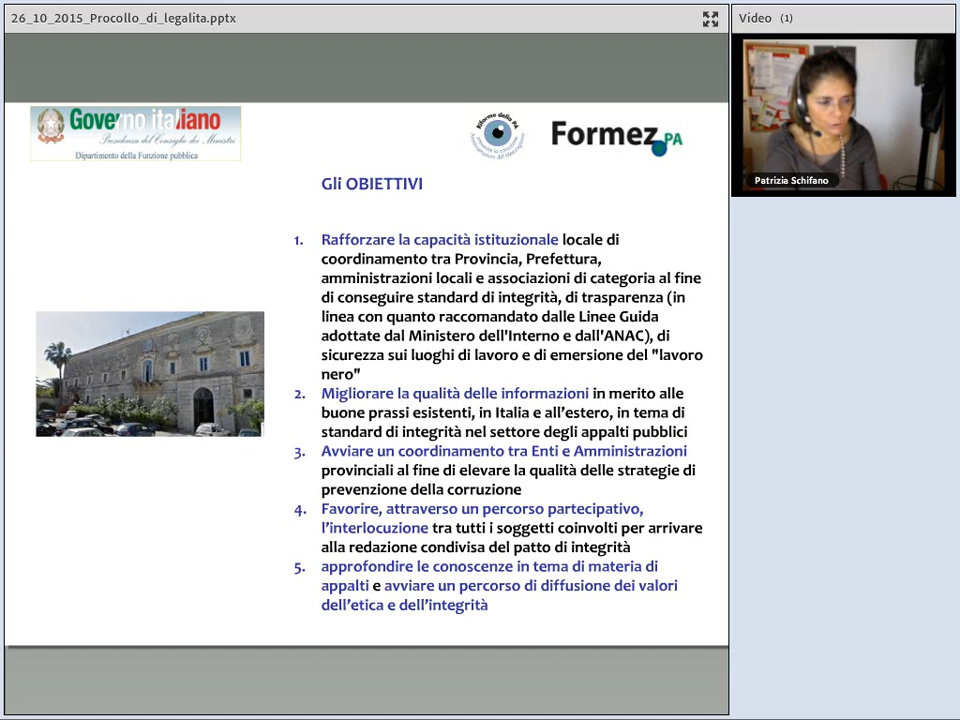 26_10_2015_Procollo_di_legalita.pptx
Video (1)
Governo italiano
Presidenza del Consiglio dei Ministri
Dipartimento della Funzione pubblica
Riforme della PA
Formez PA
Patrizia Schifano
Gli OBIETTIVI
1. Rafforzare la capacità istituzionale locale di
coordinamento tra Provincia, Prefettura,
amministrazioni locali e associazioni di categoria al fine
di conseguire standard di integrità, di trasparenza (in
linea con quanto raccomandato dalle Linee Guida
adottate dal Ministero dell'Interno e dall'ANAC), di
sicurezza sui luoghi di lavoro e di emersione del "lavoro
nero"
2. Migliorare la qualità delle informazioni in merito alle
buone prassi esistenti, in Italia e all’estero, in tema di
standard di integrità nel settore degli appalti pubblici
3. Avviare un coordinamento tra Enti e Amministrazioni
provinciali al fine di elevare la qualità delle strategie di
prevenzione della corruzione
4. Favorire, attraverso un percorso partecipativo,
l’interlocuzione tra tutti i soggetti coinvolti per arrivare
alla redazione condivisa del patto di integrità
5. approfondire le conoscenze in tema di materia di
appalti e avviare un percorso di diffusione dei valori
dell’etica e dell’integrità